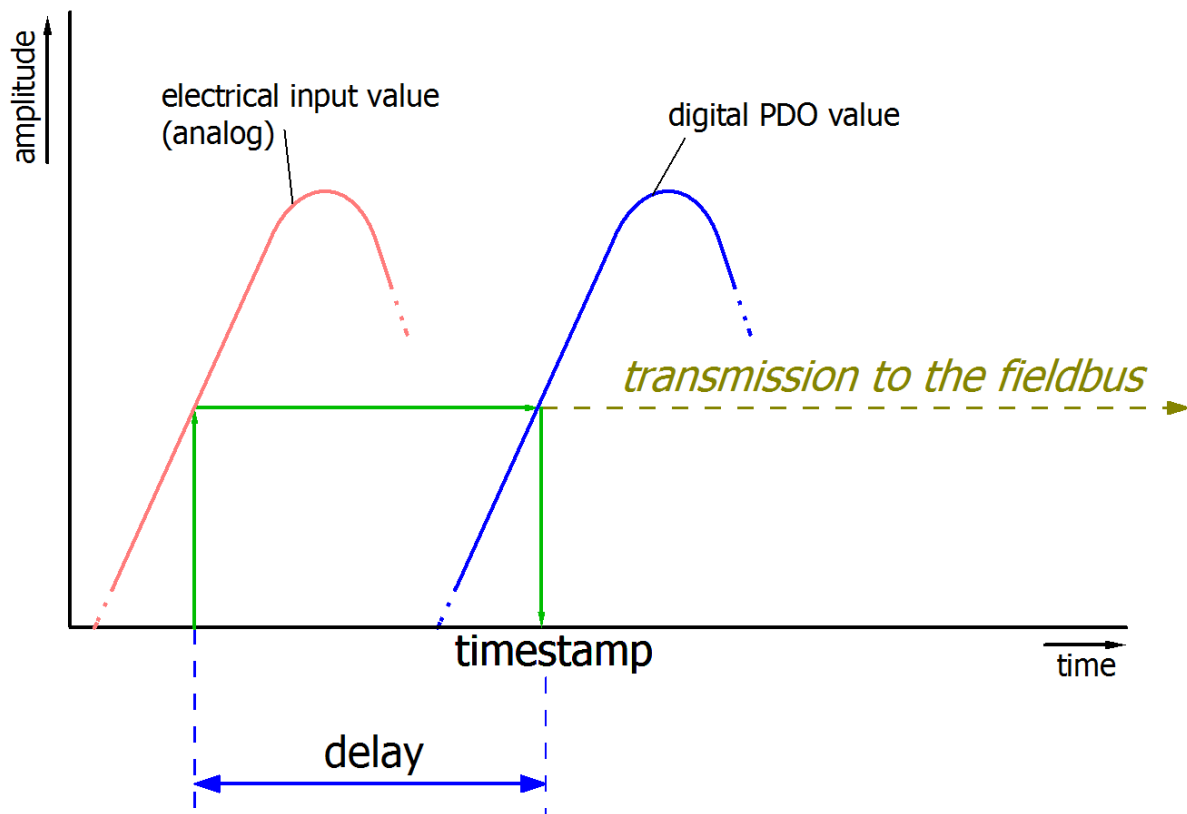 amplitude
electrical input value
(analog)
digital PDO value
transmission to the fieldbus
timestamp
time
delay